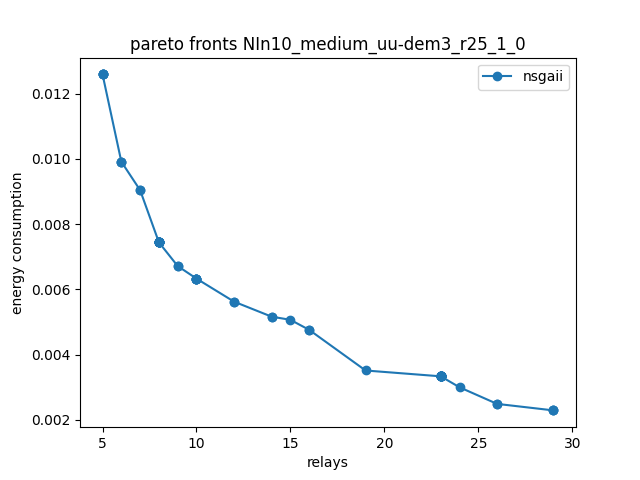 pareto fronts NIn10_medium_uu-dem3_r25_1_0
nsgaii
0.012
0.010
0.008
0.006
0.004
0.002
energy consumption
5 10 15 20 25 30
relays